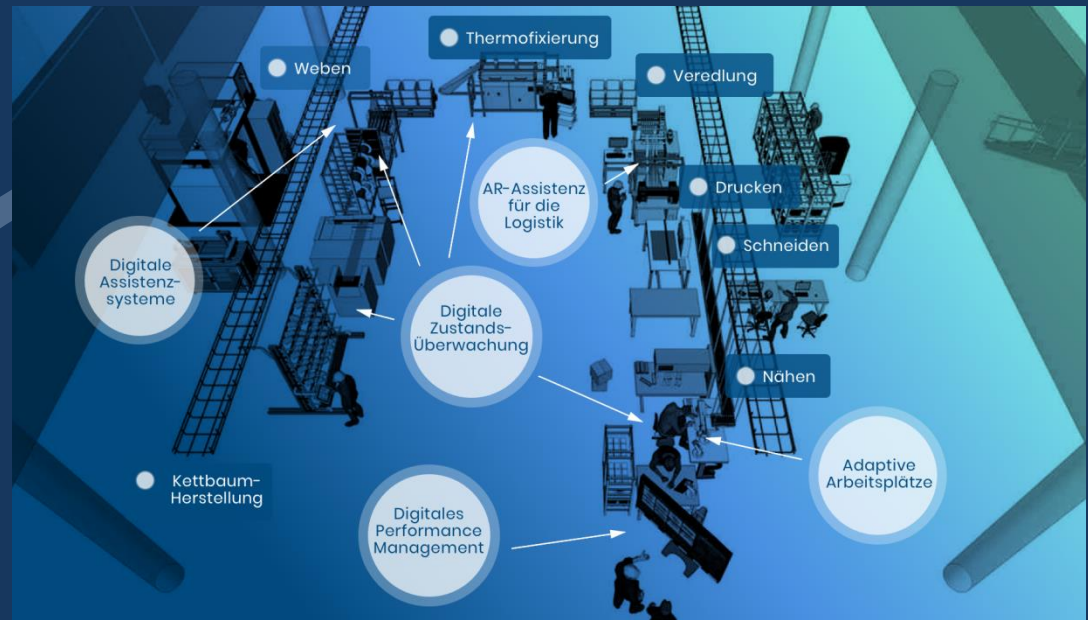 Thermofixierung
Weben
Veredlung
AR-Assistenz
für die
Logistik
Drucken
Schneiden
Digitale
Assistenz-
systeme
Digitale
Zustands-
Überwachung
Nähen
Adaptive
Arbeitsplätze
Kettbaum-
Herstellung
Digitales
Performance
Management